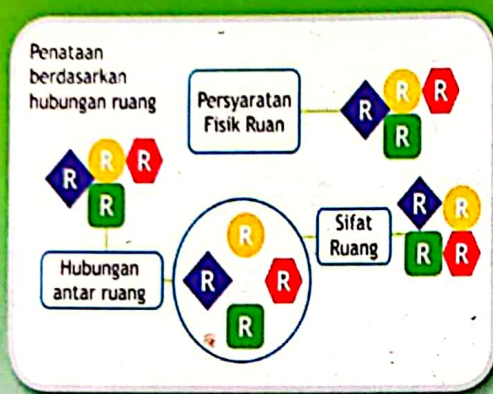 Penataan
berdasarkan
hubungan ruang
Persyaratan
Fisik Ruan
R
R
R
R
R
R
R
R
Hubungan
antar ruang
R
R
R
R
Sifat
Ruang
R
R
R
R